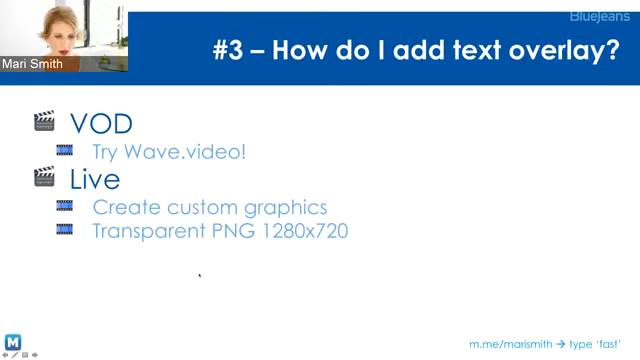 BlueJeans
Mari Smith
#3 – How do I add text overlay?
VOD
Try Wave.video!
Live
Create custom graphics
Transparent PNG 1280x720
M
m.me/marismith → type ‘fast’